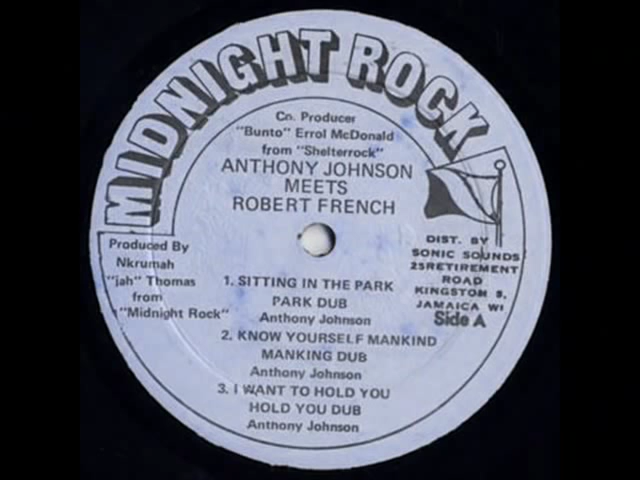 MIDNIGHT ROCK
Co. Producer
"Bunto" Errol McDonald
from "Shelterrock"
ANTHONY JOHNSON
MEETS
ROBERT FRENCH
Produced By
Nkrumah
"jah" Thomas
from
"Midnight Rock"
DIST. BY
SONIC SOUNDS
25RETIREMENT
ROAD
KINGSTON 5,
JAMAICA WI
Side A
1. SITTING IN THE PARK
PARK DUB
Anthony Johnson
2. KNOW YOURSELF MANKIND
MANKING DUB
Anthony Johnson
3. I WANT TO HOLD YOU
HOLD YOU DUB
Anthony Johnson